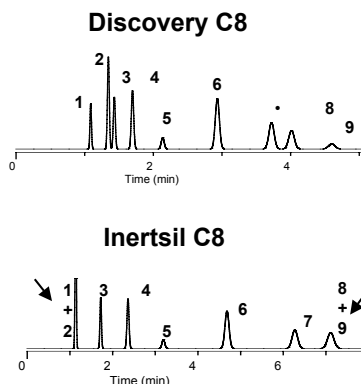 Discovery C8
1 2 3 4 5 6 • 8 9
0 2 4
Time (min)
Inertsil C8
1 + 2 3 4 5 6 7 8 + 9
0 2 4 6
Time (min)